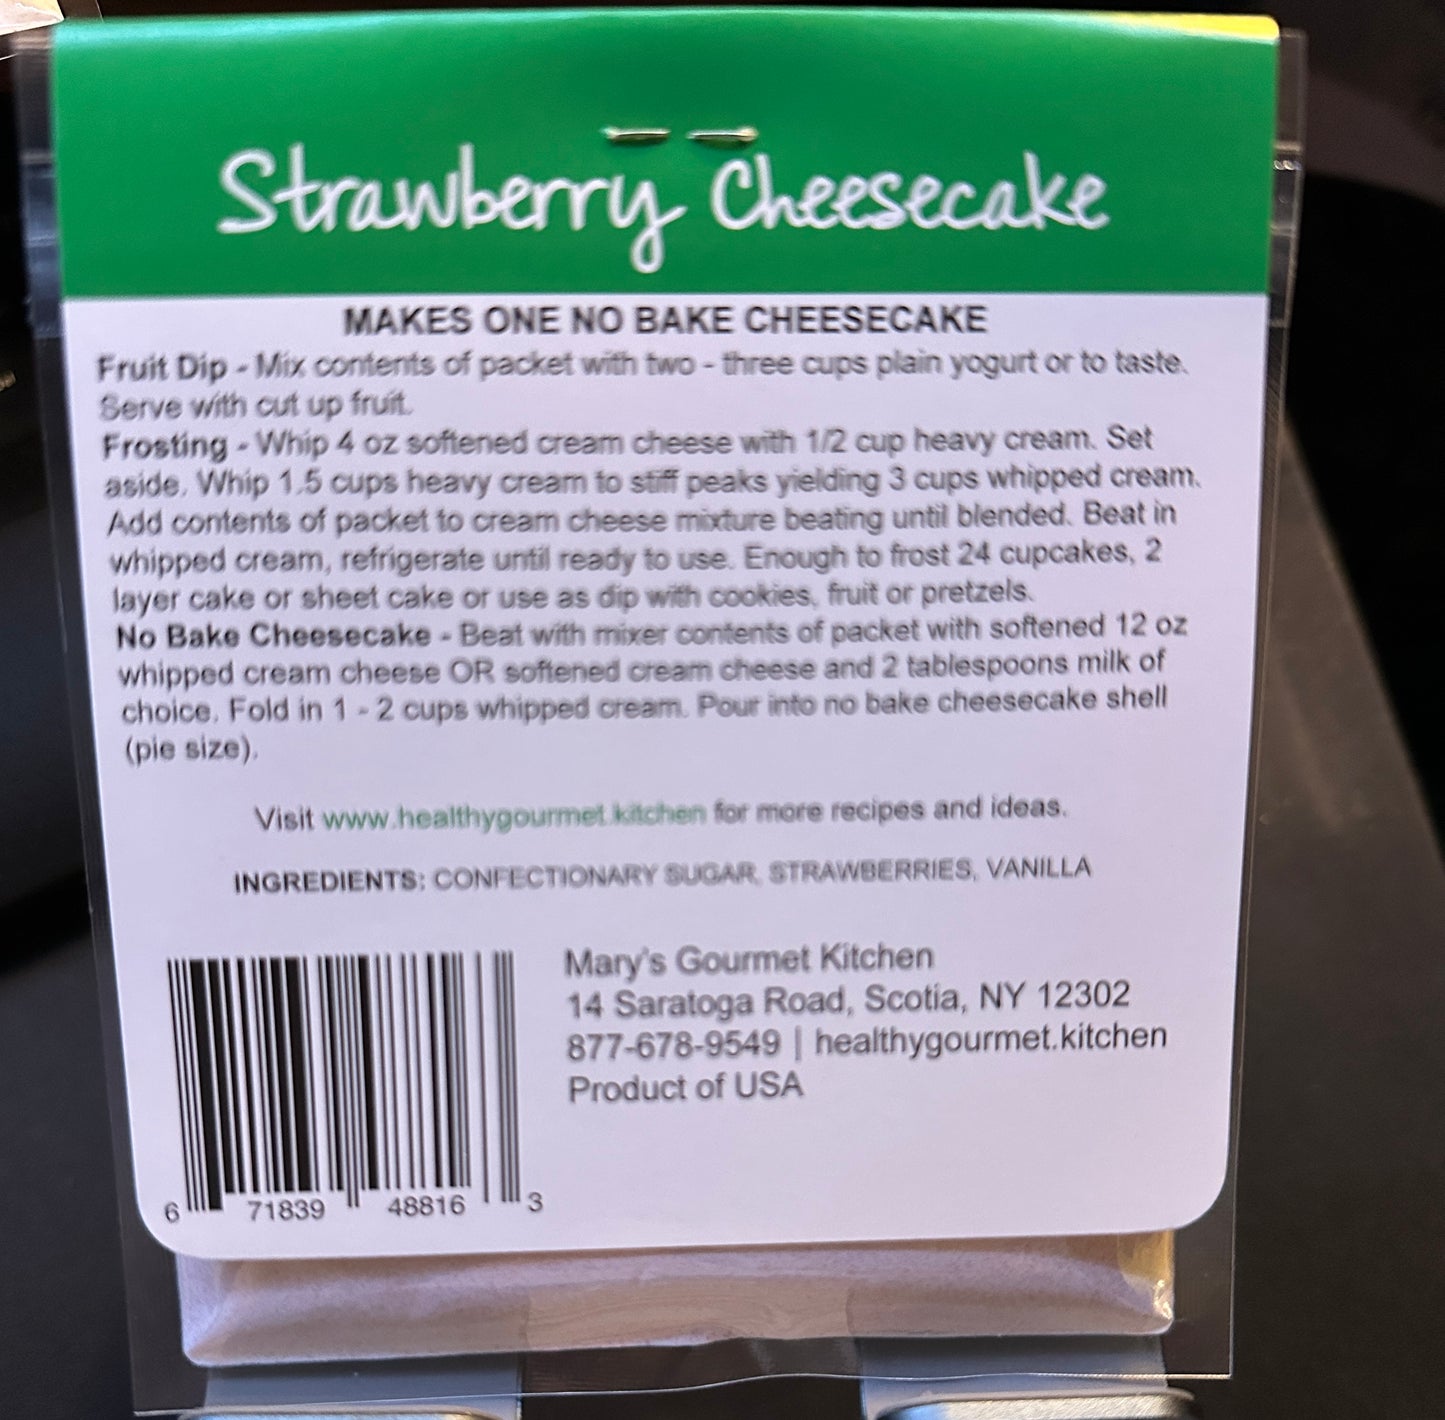 Strawberry Cheesecake
MAKES ONE NO BAKE CHEESECAKE
Fruit Dip - Mix contents of packet with two - three cups plain yogurt or to taste.
Serve with cut up fruit.
Frosting - Whip 4 oz softened cream cheese with 1/2 cup heavy cream. Set
aside. Whip 1.5 cups heavy cream to stiff peaks yielding 3 cups whipped cream.
Add contents of packet to cream cheese mixture beating until blended. Beat in
whipped cream, refrigerate until ready to use. Enough to frost 24 cupcakes, 2
layer cake or sheet cake or use as dip with cookies, fruit or pretzels.
No Bake Cheesecake - Beat with mixer contents of packet with softened 12 oz
whipped cream cheese OR softened cream cheese and 2 tablespoons milk of
choice. Fold in 1 - 2 cups whipped cream. Pour into no bake cheesecake shell
(pie size).
Visit www.healthygourmet.kitchen for more recipes and ideas.
INGREDIENTS: CONFECTIONARY SUGAR, STRAWBERRIES, VANILLA
Mary's Gourmet Kitchen
14 Saratoga Road, Scotia, NY 12302
877-678-9549 | healthygourmet.kitchen
Product of USA
6 71839 48816 3